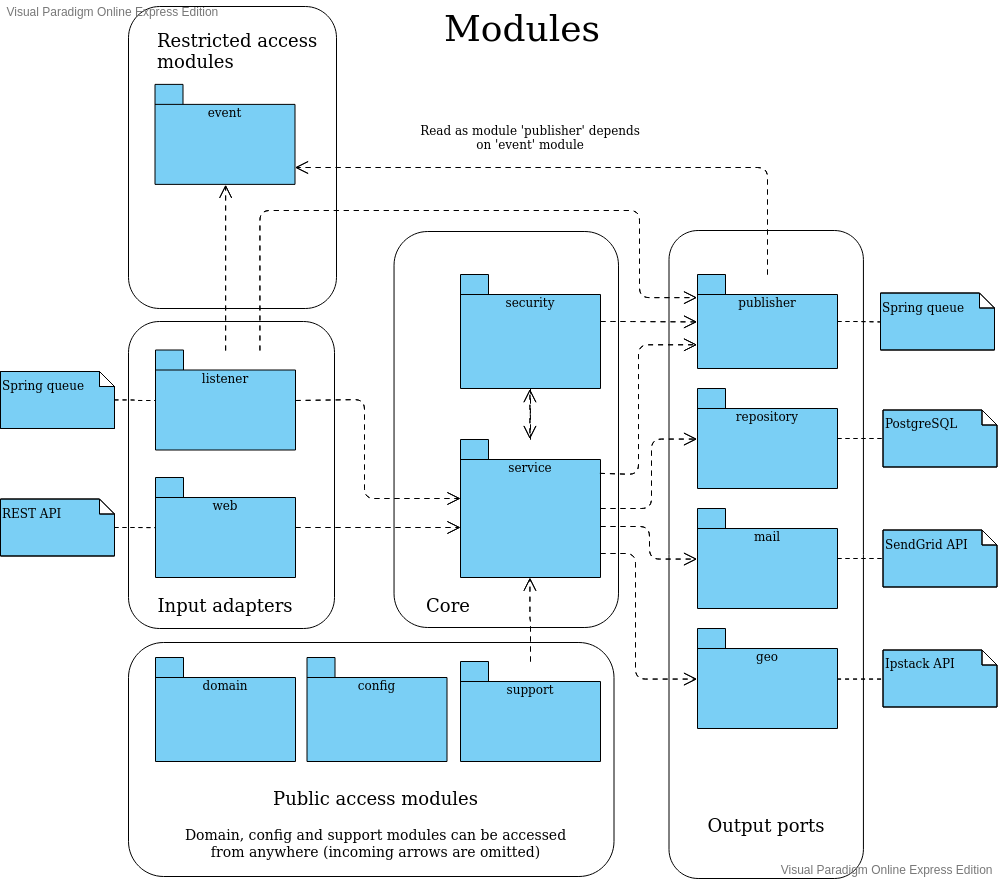 Visual Paradigm Online Express Edition
Modules
Restricted access
modules
event
Read as module 'publisher' depends
on 'event' module
security
publisher
Spring queue
listener
Spring queue
repository
PostgreSQL
service
web
REST API
mail
SendGrid API
Input adapters
Core
geo
Ipstack API
domain
config
support
Public access modules
Output ports
Domain, config and support modules can be accessed
from anywhere (incoming arrows are omitted)
Visual Paradigm Online Express Edition